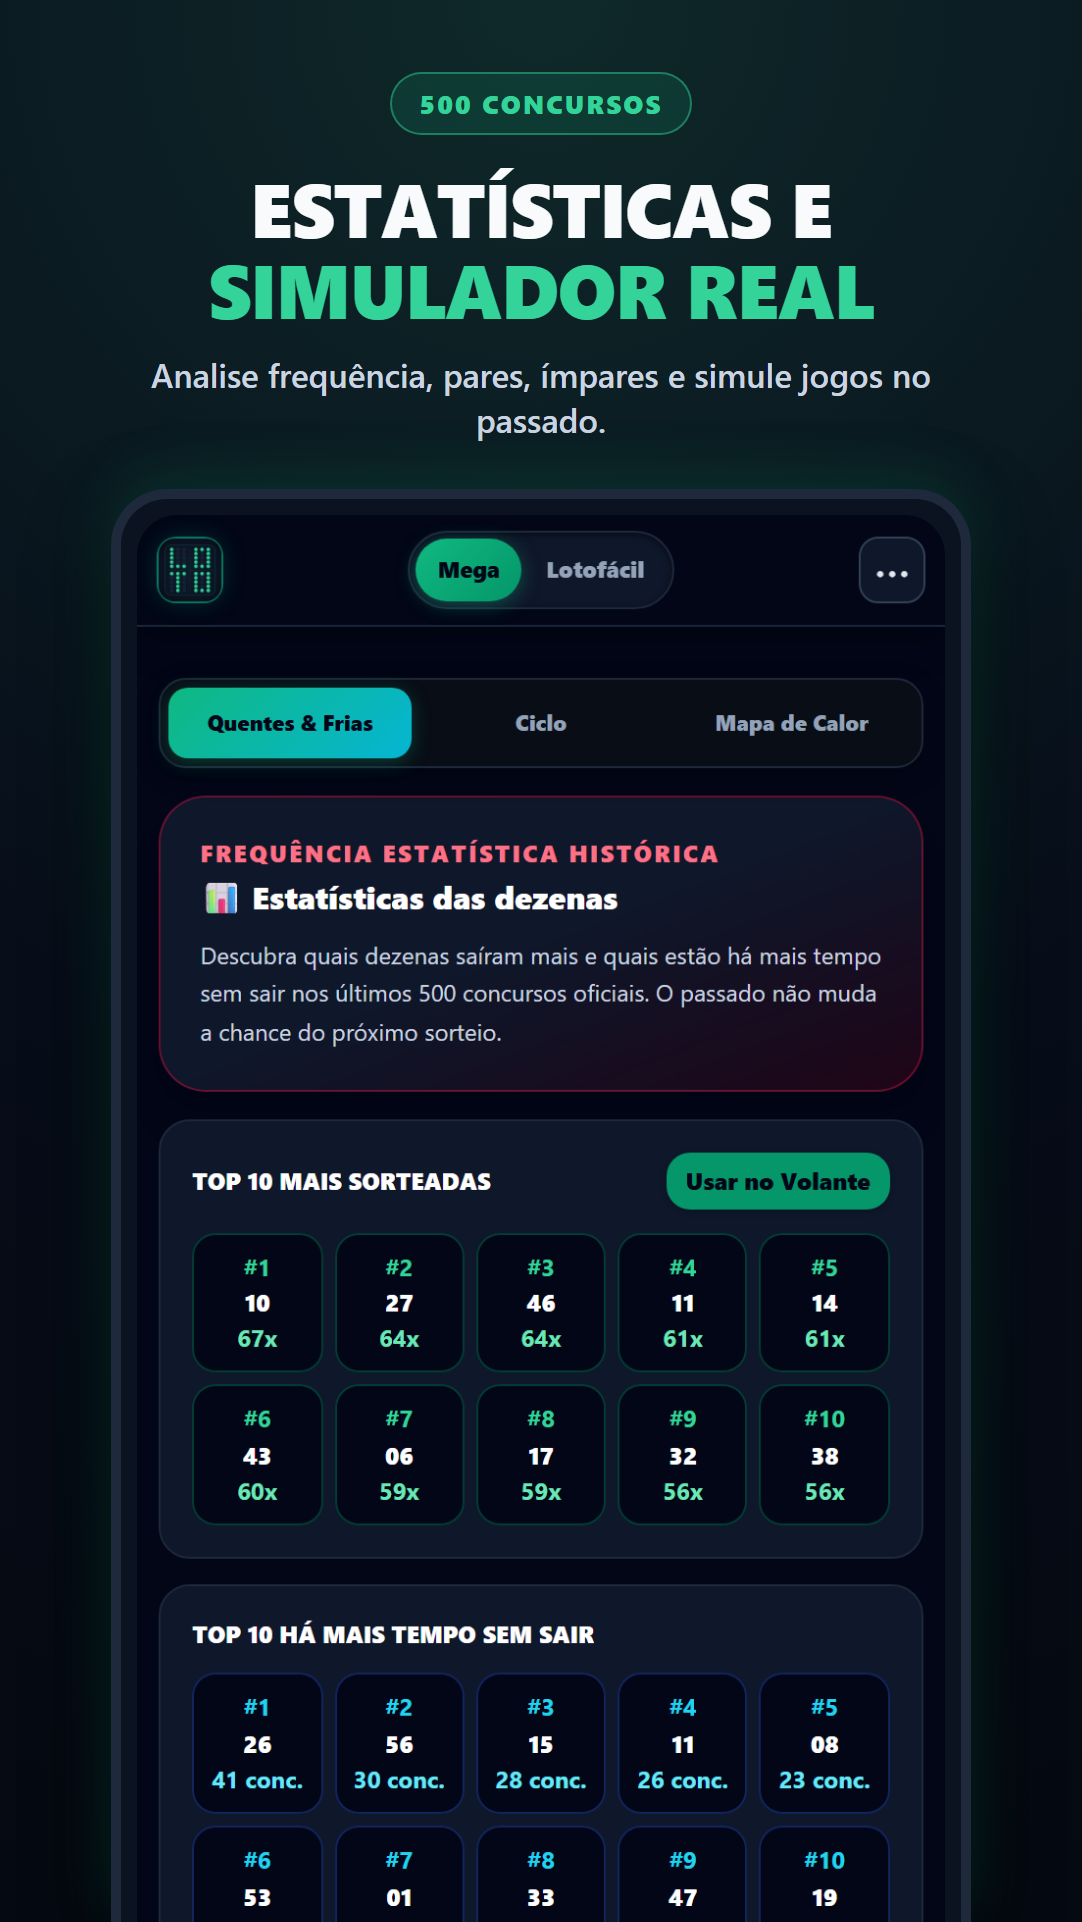 500 CONCURSOS
ESTATÍSTICAS E
SIMULADOR REAL
Analise frequência, pares, ímpares e simule jogos no
passado.
Mega Lotofácil ...
Quentes & Frias Ciclo Mapa de Calor
FREQUÊNCIA ESTATÍSTICA HISTÓRICA
Estatísticas das dezenas
Descubra quais dezenas saíram mais e quais estão há mais tempo
sem sair nos últimos 500 concursos oficiais. O passado não muda
a chance do próximo sorteio.
TOP 10 MAIS SORTEADAS Usar no Volante
#1 #2 #3 #4 #5
10 27 46 11 14
67x 64x 64x 61x 61x
#6 #7 #8 #9 #10
43 06 17 32 38
60x 59x 59x 56x 56x
TOP 10 HÁ MAIS TEMPO SEM SAIR
#1 #2 #3 #4 #5
26 56 15 11 08
41 conc. 30 conc. 28 conc. 26 conc. 23 conc.
#6 #7 #8 #9 #10
53 01 33 47 19